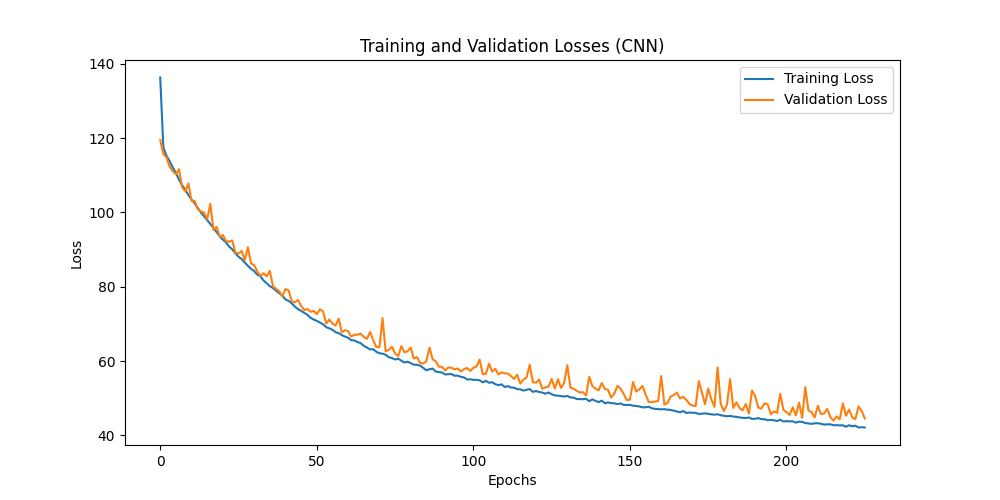 Training and Validation Losses (CNN)
Training Loss
Validation Loss
140
120
100
80
60
40
Loss
0
50
100
150
200
Epochs